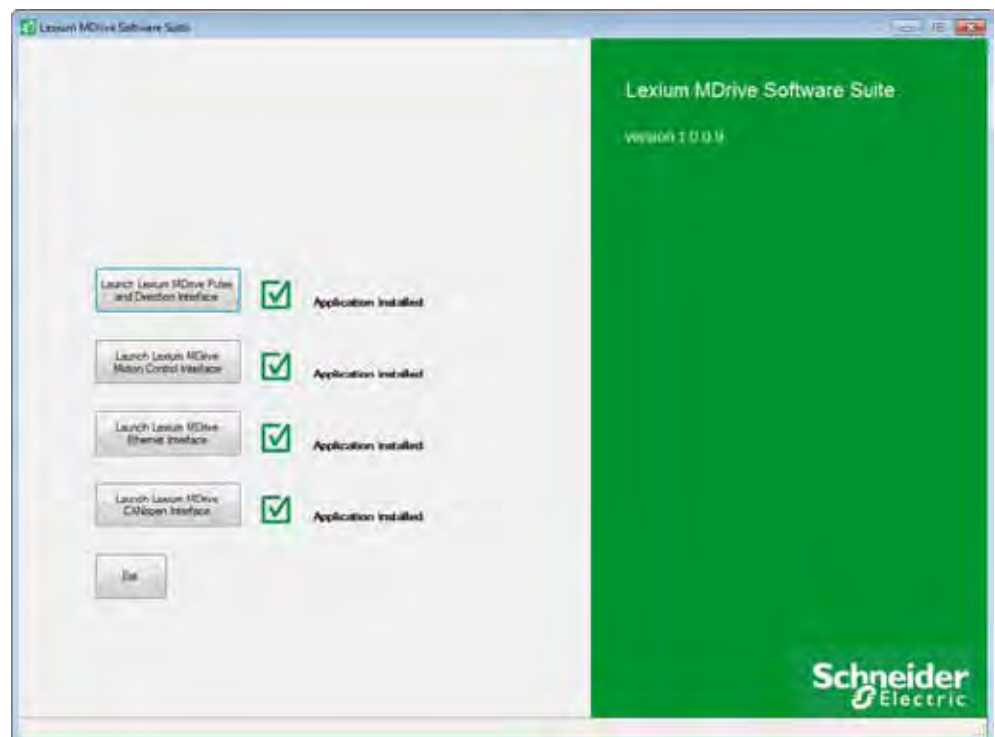 Lexium MDrive Software Suite
Lexium MDrive Software Suite
version 1.0.0.9
Launch Lexium MDrive Pulse
and Direction Interface
Application Installed
Launch Lexium MDrive
Motion Control Interface
Application Installed
Launch Lexium MDrive
Ethernet Interface
Application Installed
Launch Lexium MDrive
CANopen Interface
Application Installed
Exit
Schneider
Electric